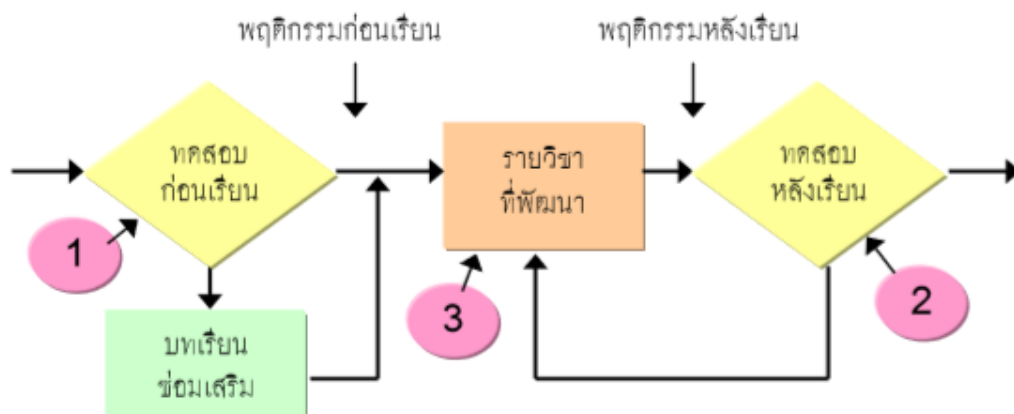 พฤติกรรมก่อนเรียน
พฤติกรรมหลังเรียน
ทดสอบ
ก่อนเรียน
รายวิชา
ที่พัฒนา
ทดสอบ
หลังเรียน
1
3
2
บทเรียน
ซ่อมเสริม